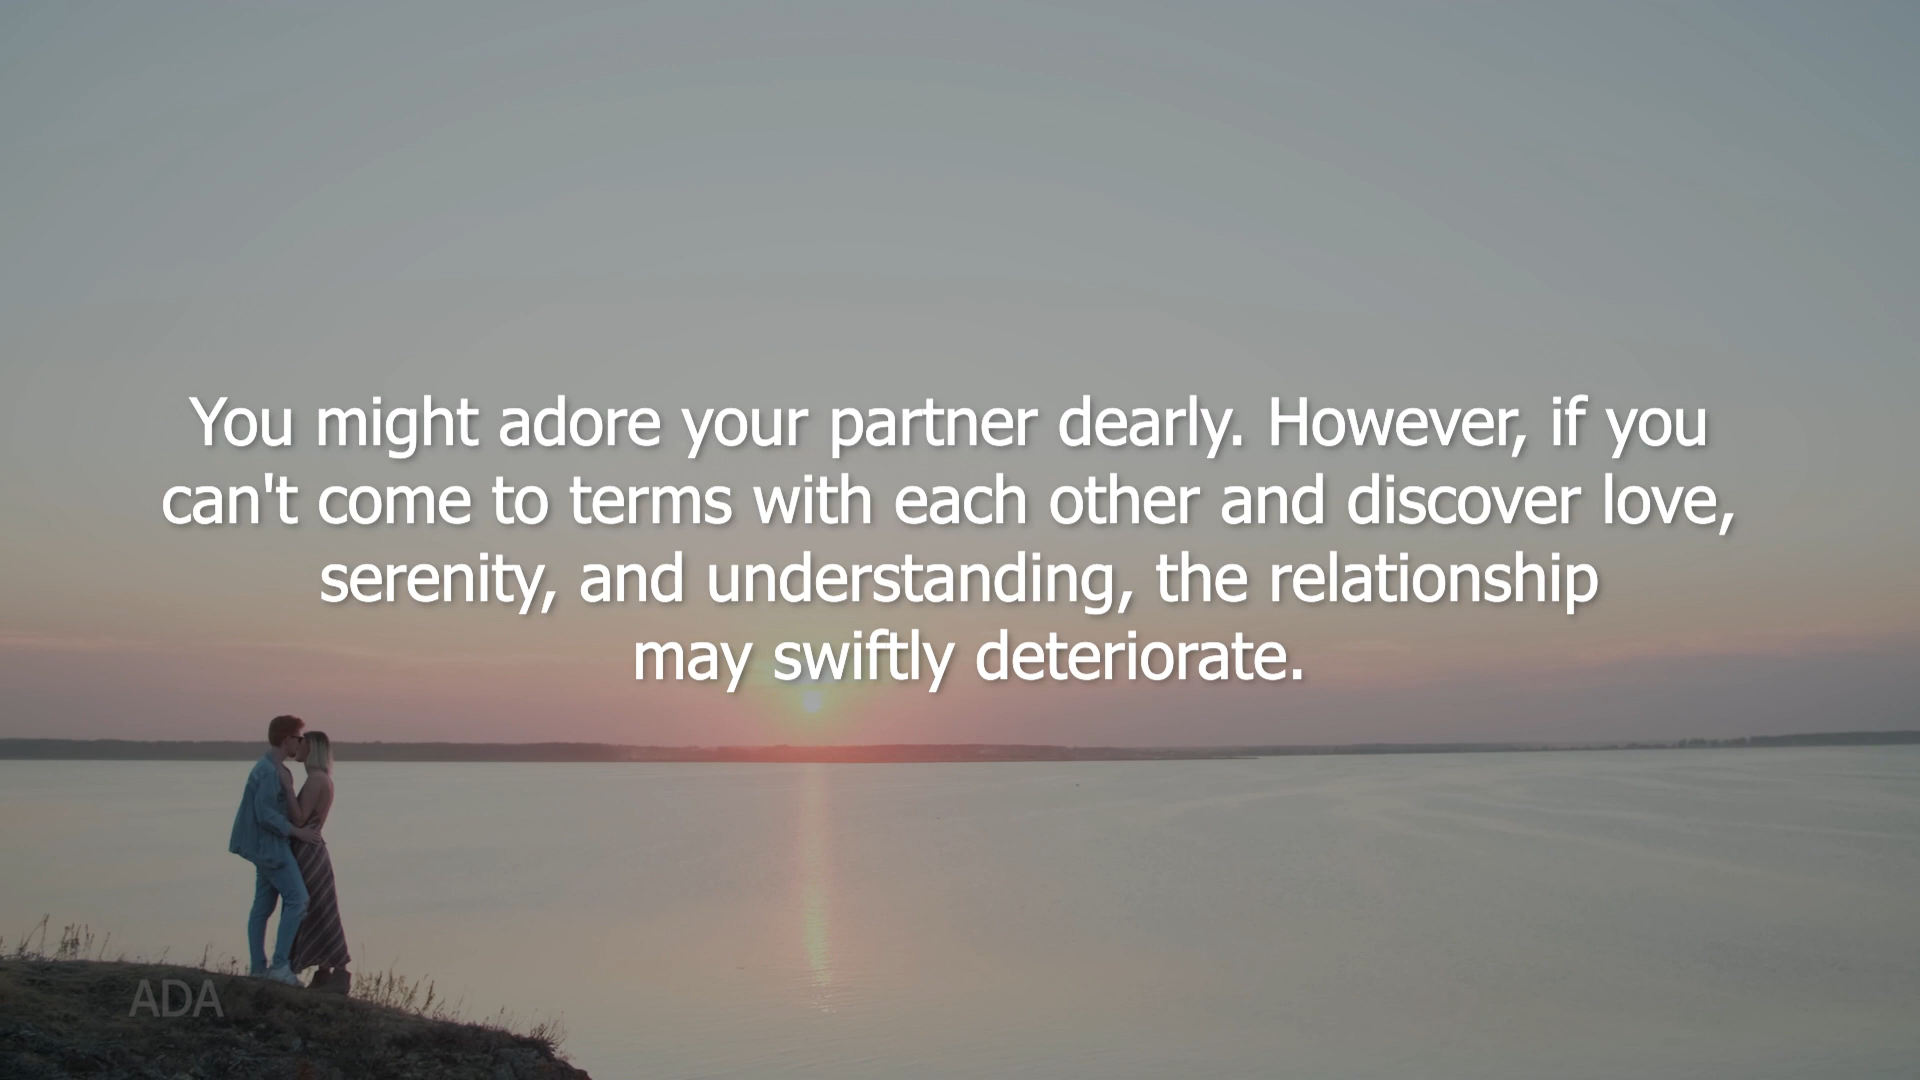 You might adore your partner dearly. However, if you
can't come to terms with each other and discover love,
serenity, and understanding, the relationship
may swiftly deteriorate.
ADA